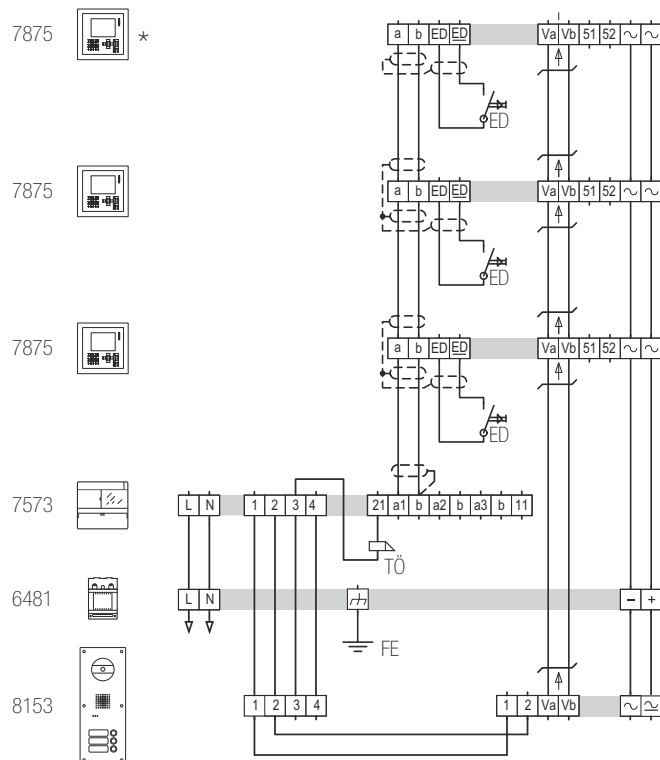 7875 * a b ED ED Va Vb 51 52 ~ ~
ED
7875 a b ED ED Va Vb 51 52 ~ ~
ED
7875 a b ED ED Va Vb 51 52 ~ ~
ED
7573 L N 1 2 3 4 21 a1 b a2 b a3 b 11
TÖ
6481 L N - +
FE
8153 1 2 3 4 1 2 Va Vb ~ ~